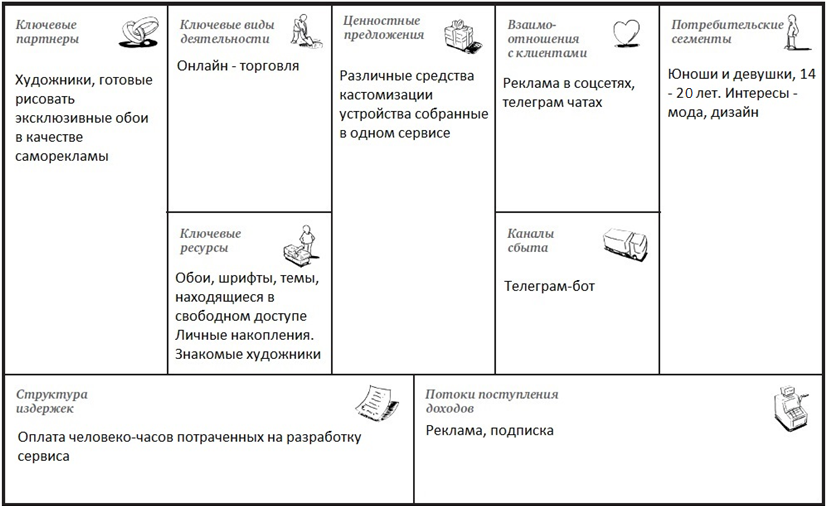 Ключевые
партнеры
Художники, готовые
рисовать
эксклюзивные обои
в качестве
саморекламы
Ключевые виды
деятельности
Онлайн - торговля
Ключевые
ресурсы
Обои, шрифты, темы,
находящиеся в
свободном доступе
Личные накопления.
Знакомые художники
Ценностные
предложения
Различные средства
кастомизации
устройства собранные
в одном сервисе
Взаимо-
отношения
с клиентами
Реклама в соцсетях,
телеграм чатах
Каналы
сбыта
Телеграм-бот
Потребительские
сегменты
Юноши и девушки, 14
- 20 лет. Интересы -
мода, дизайн
Структура
издержек
Оплата человеко-часов потраченных на разработку
сервиса
Потоки поступления
доходов
Реклама, подписка